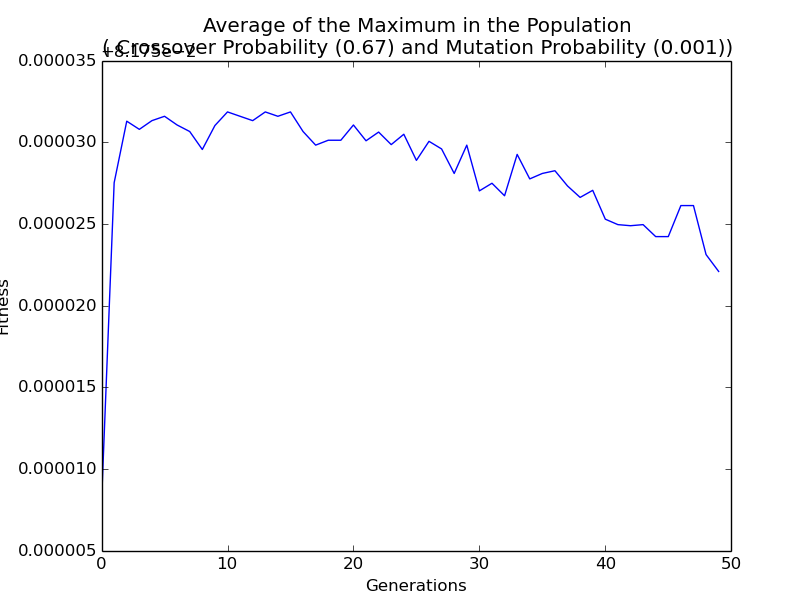 Average of the Maximum in the Population
( Crossover Probability (0.67) and Mutation Probability (0.001))
+8.175e−2
0.000035
0.000030
0.000025
0.000020
0.000015
0.000010
0.000005
Fitness
0 10 20 30 40 50
Generations